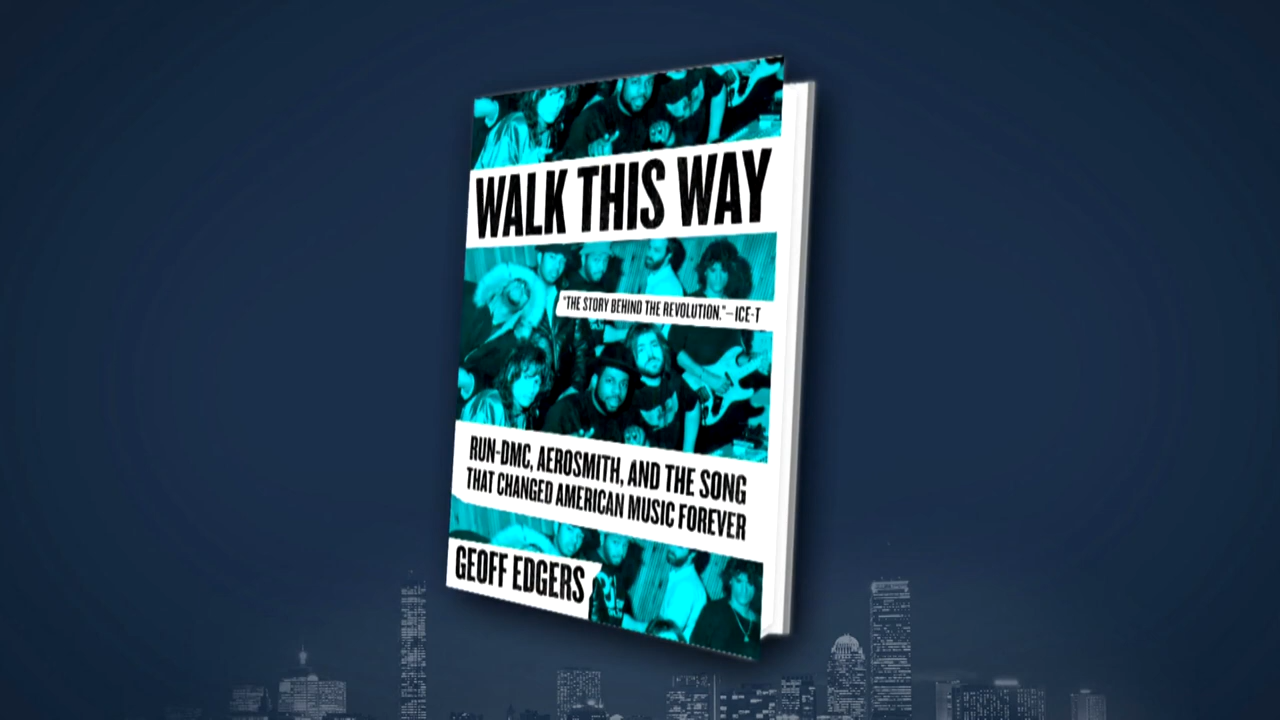 WALK THIS WAY
"THE STORY BEHIND THE REVOLUTION."—ICE-T
RUN-DMC, AEROSMITH, AND THE SONG
THAT CHANGED AMERICAN MUSIC FOREVER
GEOFF EDGERS